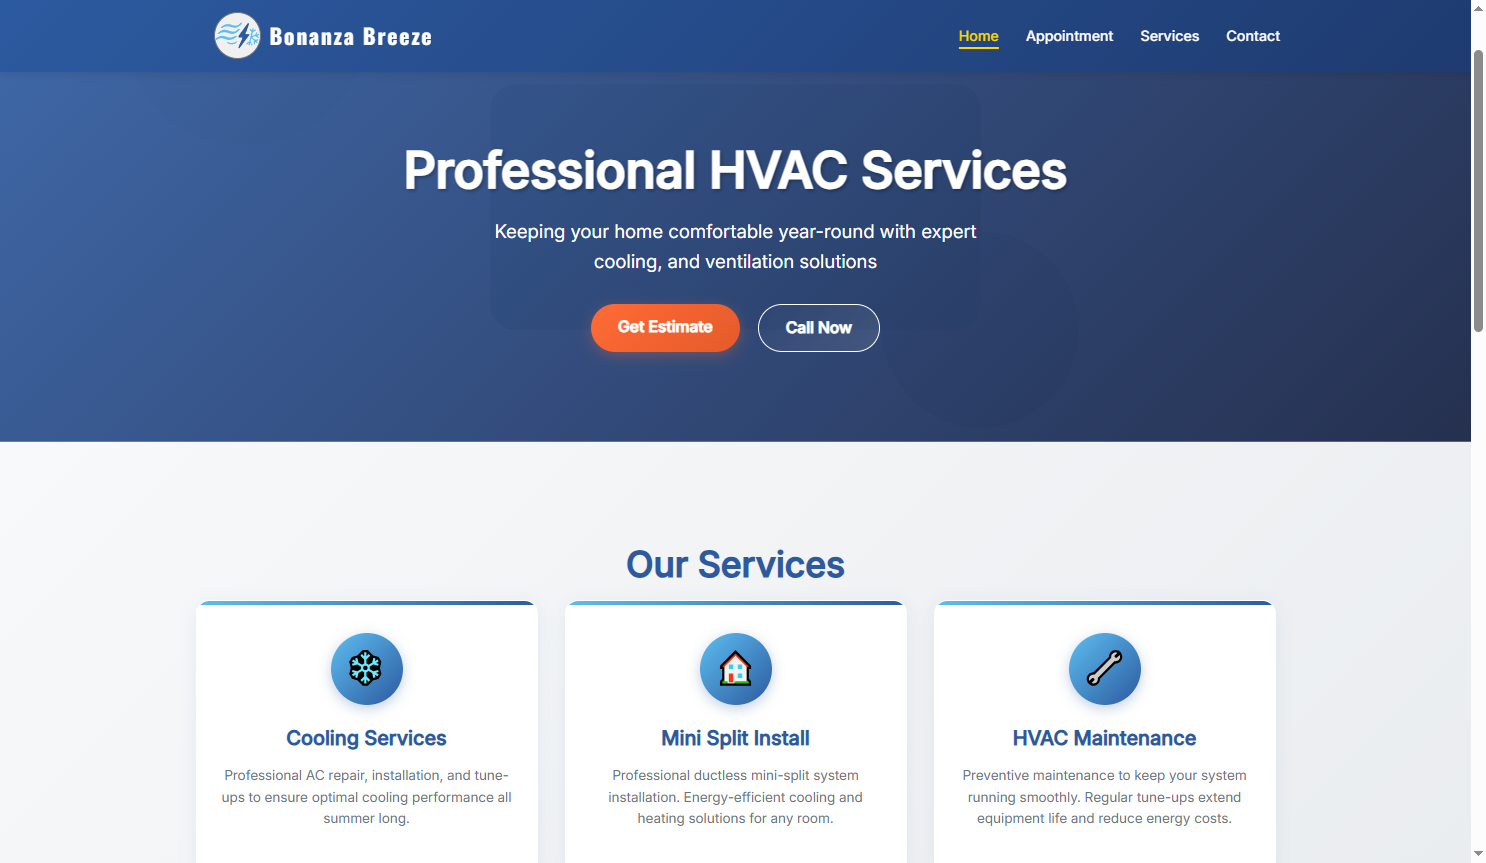 Bonanza Breeze
Home Appointment Services Contact
Professional HVAC Services
Keeping your home comfortable year-round with expert
cooling, and ventilation solutions
Get Estimate Call Now
Our Services
Cooling Services
Professional AC repair, installation, and tune-
ups to ensure optimal cooling performance all
summer long.
Mini Split Install
Professional ductless mini-split system
installation. Energy-efficient cooling and
heating solutions for any room.
HVAC Maintenance
Preventive maintenance to keep your system
running smoothly. Regular tune-ups extend
equipment life and reduce energy costs.